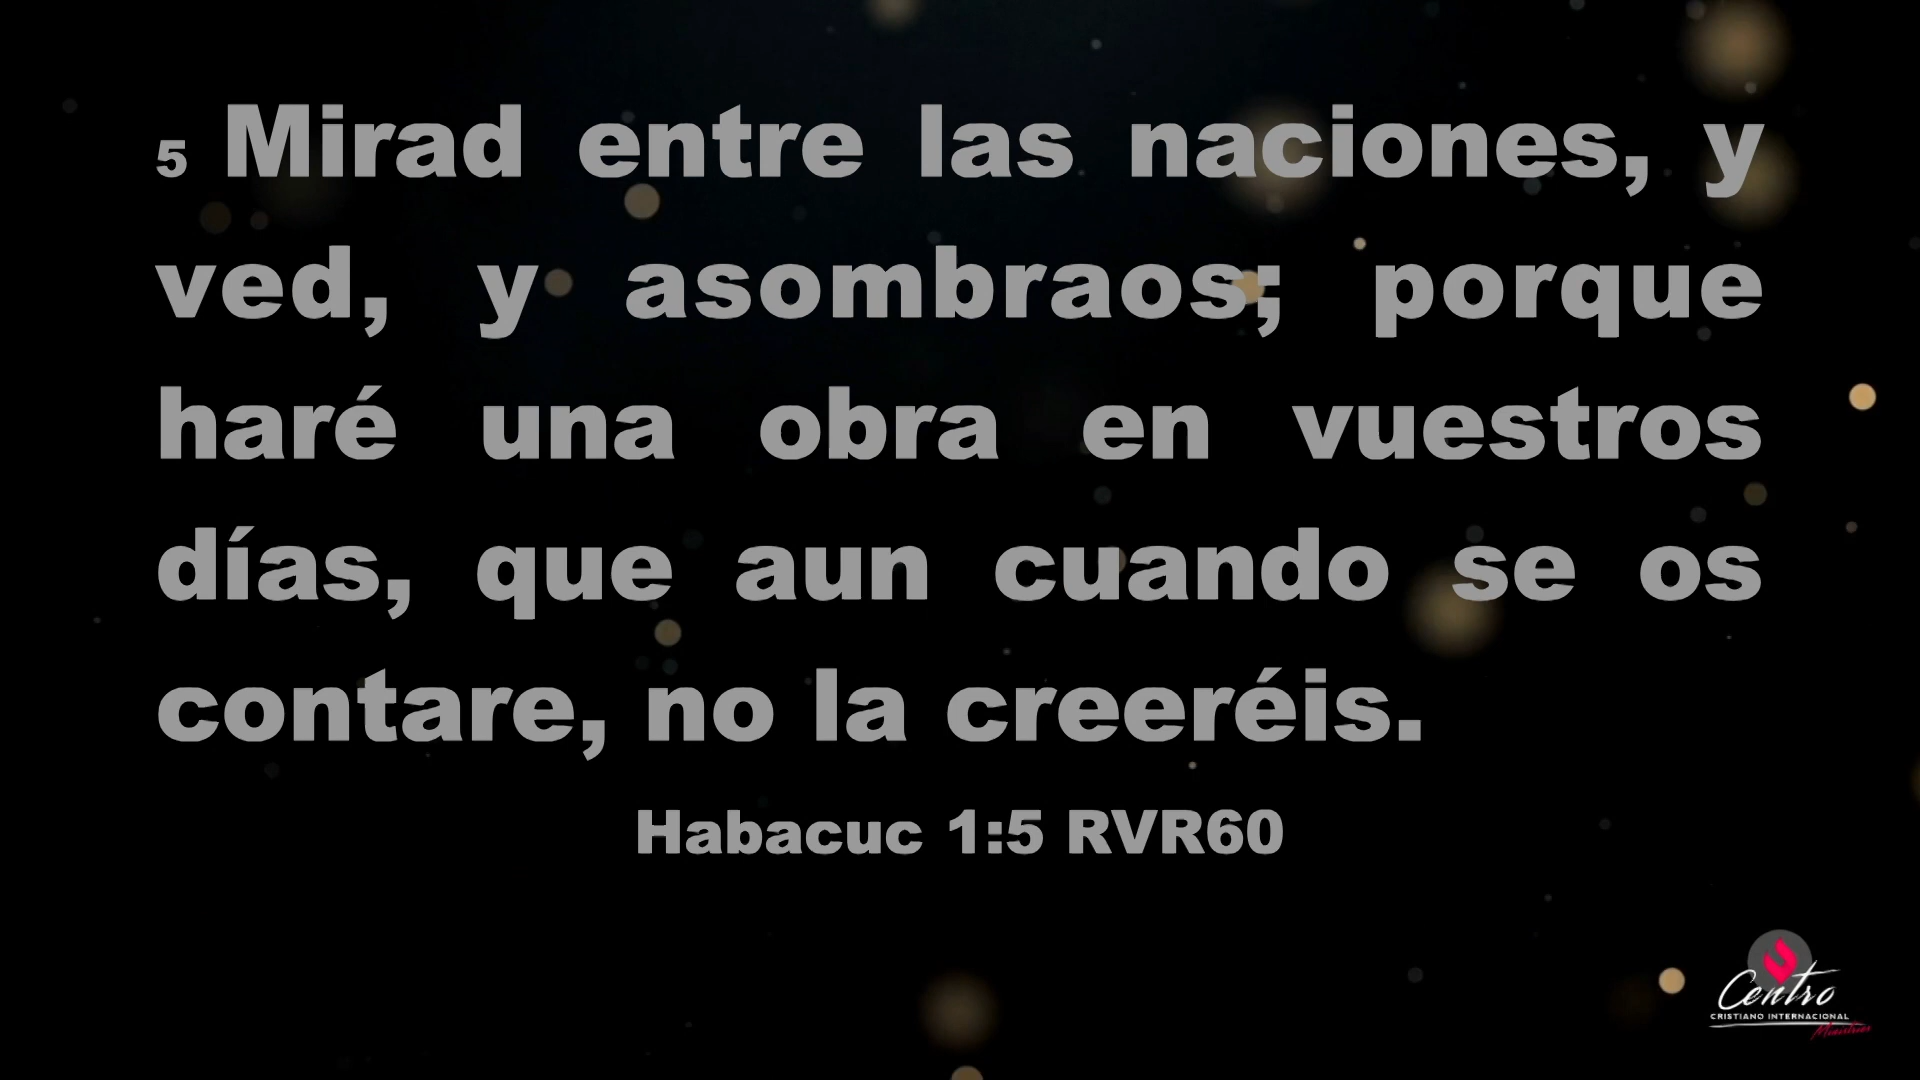 5 Mirad entre las naciones, y
ved, y asombraos; porque
haré una obra en vuestros
días, que aun cuando se os
contare, no la creeréis.
Habacuc 1:5 RVR60
Centro
CRISTIANO INTERNACIONAL
Ministries